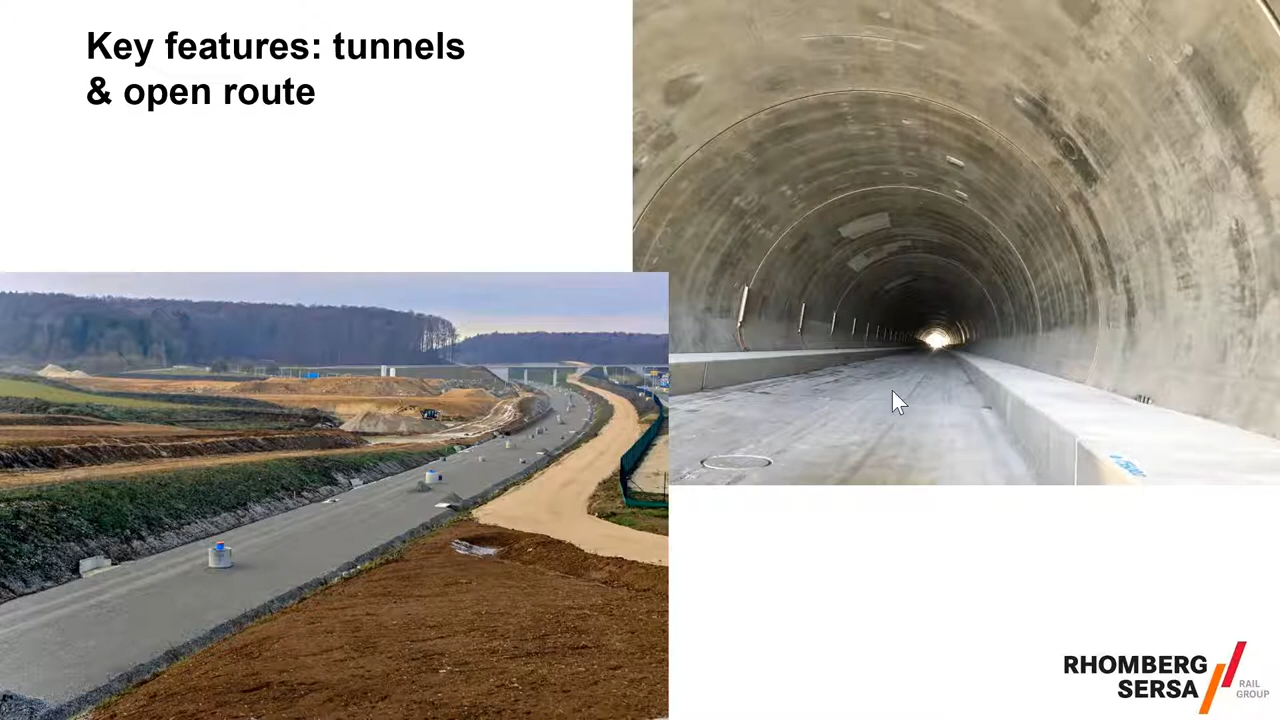 Key features: tunnels
& open route
RHOMBERG
SERSA
RAIL
GROUP